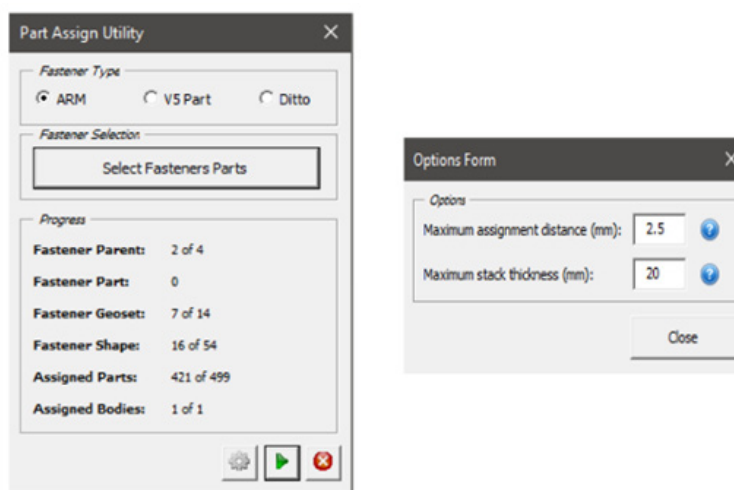 Part Assign Utility
Fastener Type
ARM V5 Part Ditto
Fastener Selection
Select Fasteners Parts
Progress
Fastener Parent: 2 of 4
Fastener Part: 0
Fastener Geoset: 7 of 14
Fastener Shape: 16 of 54
Assigned Parts: 421 of 499
Assigned Bodies: 1 of 1
Options Form
Options
Maximum assignment distance (mm): 2.5 ?
Maximum stack thickness (mm): 20 ?
Close